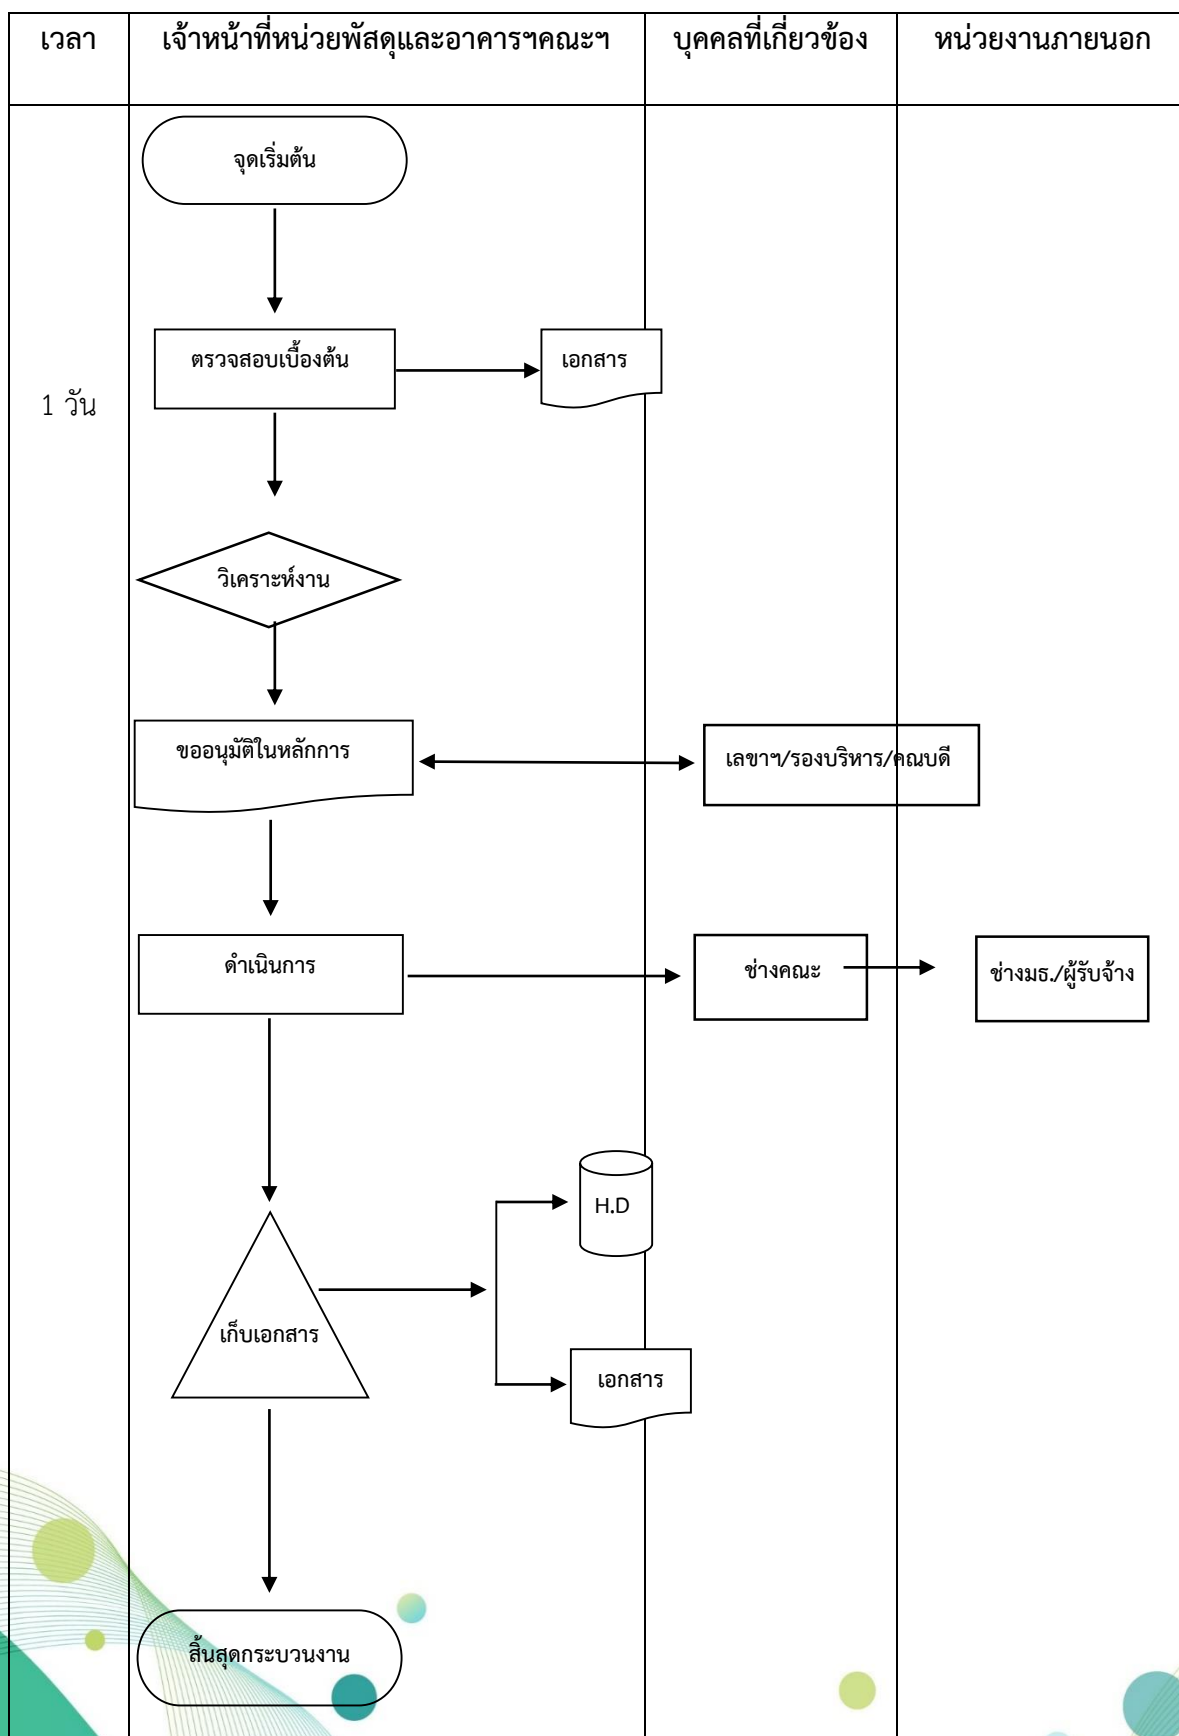 เวลา
เจ้าหน้าที่หน่วยพัสดุและอาคารฯคณะฯ
บุคคลที่เกี่ยวข้อง
หน่วยงานภายนอก
จุดเริ่มต้น
ตรวจสอบเบื้องต้น
เอกสาร
1 วัน
วิเคราะห์งาน
ขออนุมัติในหลักการ
เลขาฯ/รองบริหาร/คณบดี
ดำเนินการ
ช่างคณะ
ช่างมธ./ผู้รับจ้าง
H.D
เก็บเอกสาร
เอกสาร
สิ้นสุดกระบวนงาน